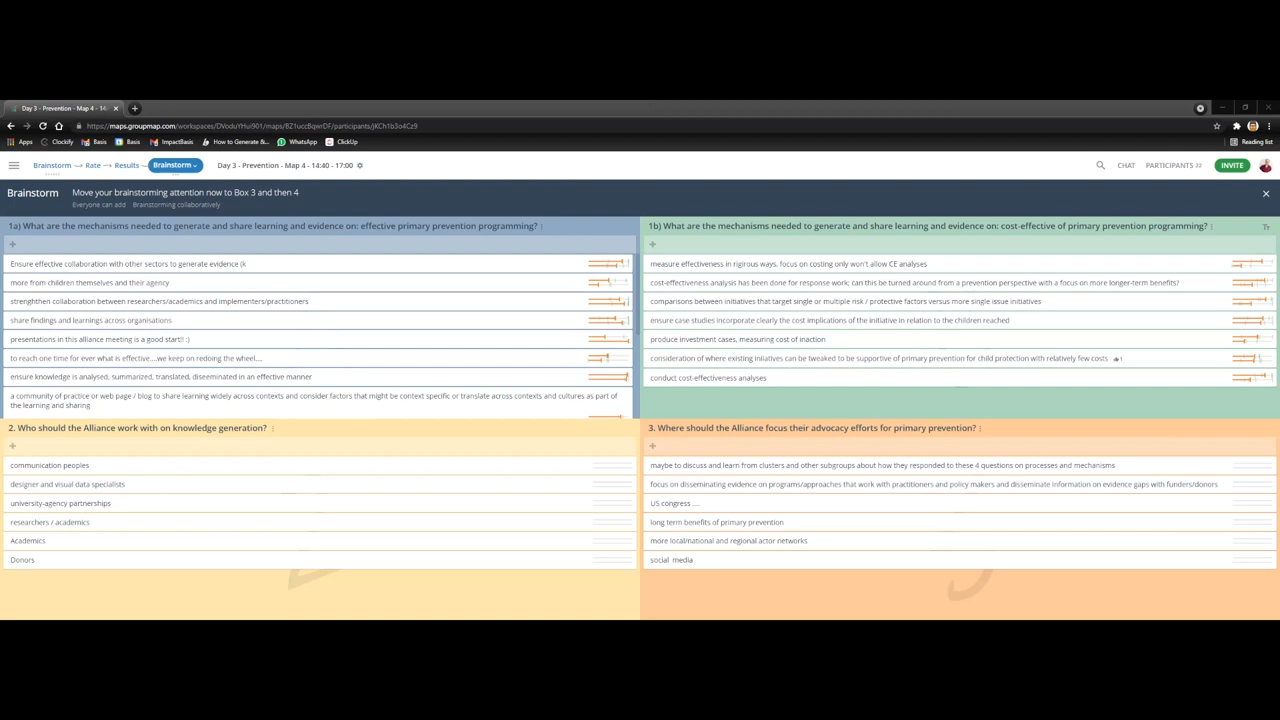 Day 3 - Prevention - Map 4 - 14:
https://maps.groupmap.com/workspaces/DVoduYHui901/maps/BZ1uccBqwrDF/participants/jKCh1b3o4Cz9
Apps Clockify Basis Basis ImpactBasis How to Generate &... WhatsApp ClickUp Reading list
Brainstorm Rate Results Brainstorm Day 3 - Prevention - Map 4 - 14:40 - 17:00 CHAT PARTICIPANTS 22 INVITE
Brainstorm Move your brainstorming attention now to Box 3 and then 4
Everyone can add Brainstorming collaboratively
1a) What are the mechanisms needed to generate and share learning and evidence on: effective primary prevention programming?
+
Ensure effective collaboration with other sectors to generate evidence (k
more from children themselves and their agency
strenghthen collaboration between researchers/academics and implementers/practitioners
share findings and learnings across organisations
presentations in this alliance meeting is a good start!! :)
to reach one time for ever what is effective....we keep on redoing the wheel....
ensure knowledge is analysed, summarized, translated, diseminated in an effective manner
a community of practice or web page / blog to share learning widely across contexts and consider factors that might be context specific or translate across contexts and cultures as part of
the learning and sharing
1b) What are the mechanisms needed to generate and share learning and evidence on: cost-effective of primary prevention programming?
Tт
+
measure effectiveness in rigirous ways. focus on costing only won't allow CE analyses
cost-effectiveness analysis has been done for response work; can this be turned around from a prevention perspective with a focus on more longer-term benefits?
comparisons between initiatives that target single or multiple risk / protective factors versus more single issue initiatives
ensure case studies incorporate clearly the cost implications of the initiative in relation to the children reached
produce investment cases, measuring cost of inaction
consideration of where existing iniiatives can be tweaked to be supportive of primary prevention for child protection with relatively few costs 1
conduct cost-effectiveness analyses
2. Who should the Alliance work with on knowledge generation?
+
communication peoples
designer and visual data specialists
university-agency partnerships
researchers / academics
Academics
Donors
3. Where should the Alliance focus their advocacy efforts for primary prevention?
+
maybe to discuss and learn from clusters and other subgroups about how they responded to these 4 questions on processes and mechanisms
focus on disseminating evidence on programs/approaches that work with practitioners and policy makers and disseminate information on evidence gaps with funders/donors
US congress ....
long term benefits of primary prevention
more local/national and regional actor networks
social media